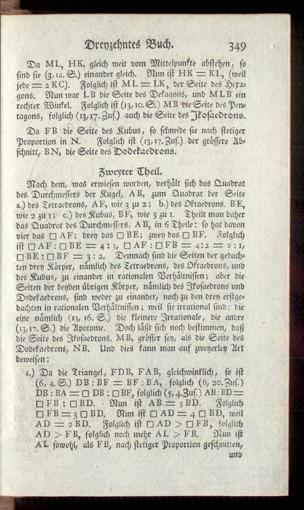 Dreyzehntes Buch. 349
Da ML, HK, gleich weit vom Mittelpunkte abstehen, so
sind sie (3,14. S.) einander gleich. Nun ist HK = KL, (weil
jede = 2 KC). Folglich ist ML = LK, der Seite des Hexa-
gons. Nun war LB die Seite des Dekagons, und MLB ein
rechter Winkel. Folglich ist (13, 10. S.) MB die Seite des Pen-
tagons, folglich (13, 17. Zus.) auch die Seite des Ikosaedrons.
Da FB die Seite des Kubus, so schneide sie nach stetiger
Proportion in N. Folglich ist (13, 17. Zus.) der grössere Ab-
schnitt, BN, die Seite des Dodekaedrons.
Zweyter Theil.
Nach dem, was erwiesen worden, verhält sich das Quadrat
des Durchmessers der Kugel, AB, zum Quadrat der Seite
a.) des Tetraedrons, AF, wie 3 zu 2; b.) des Oktaedrons, BE,
wie 2 zu 1; c.) des Kubus, BF, wie 3 zu 1. Theilt man daher
das Quadrat des Durchmessers, AB, in 6 Theile: so hat davon
vier das □ AF: drey das □ BE: zwey das □ BF. Folglich
ist □ AF : □ BE = 4 : 3, □ AF : □ FB = 4 : 2 = 2 : 1,
□ BE : □ BF = 3 : 2. Demnach sind die Seiten der gedach-
ten drey Körper, nämlich des Tetraedrons, des Oktaedrons, und
des Kubus, zu einander in rationalen Verhältnissen; aber die
Seiten der beyden übrigen Körper, nämlich des Ikosaedrons und
Dodekaedrons, sind weder zu einander, noch zu den drey erstge-
dachten in rationalen Verhältnissen; weil sie irrational sind: die
eine nämlich (13, 16. S.) die kleinere Irrationale, die andre
(13, 17. S.) die Apotome. Doch läßt sich noch bestimmen, daß
die Seite des Ikosaedrons, MB, größer sey, als die Seite des
Dodekaedrons, NB. Und dies kann man auf zweyerley Art
beweisen:
1.) Da die Triangel, FDB, FAB, gleichwinklich, so ist
(6, 4. S.) DB : BF = BF : BA, folglich (6, 20. Zus.)
DB : BA = □ DB : □ BF, folglich (5, 4. Zus.) AB : BD =
□ FB : □ BD. Nun ist AB = 3 BD. Folglich
□ FB = 3 □ BD. Nun ist □ AD = 4 □ BD, weil
AD = 2 BD. Folglich ist □ AD > □ FB, folglich
AD > FB, folglich noch mehr AL > FB. Nun ist
AL sowohl, als FB, nach stetiger Proportion geschnitten,
und